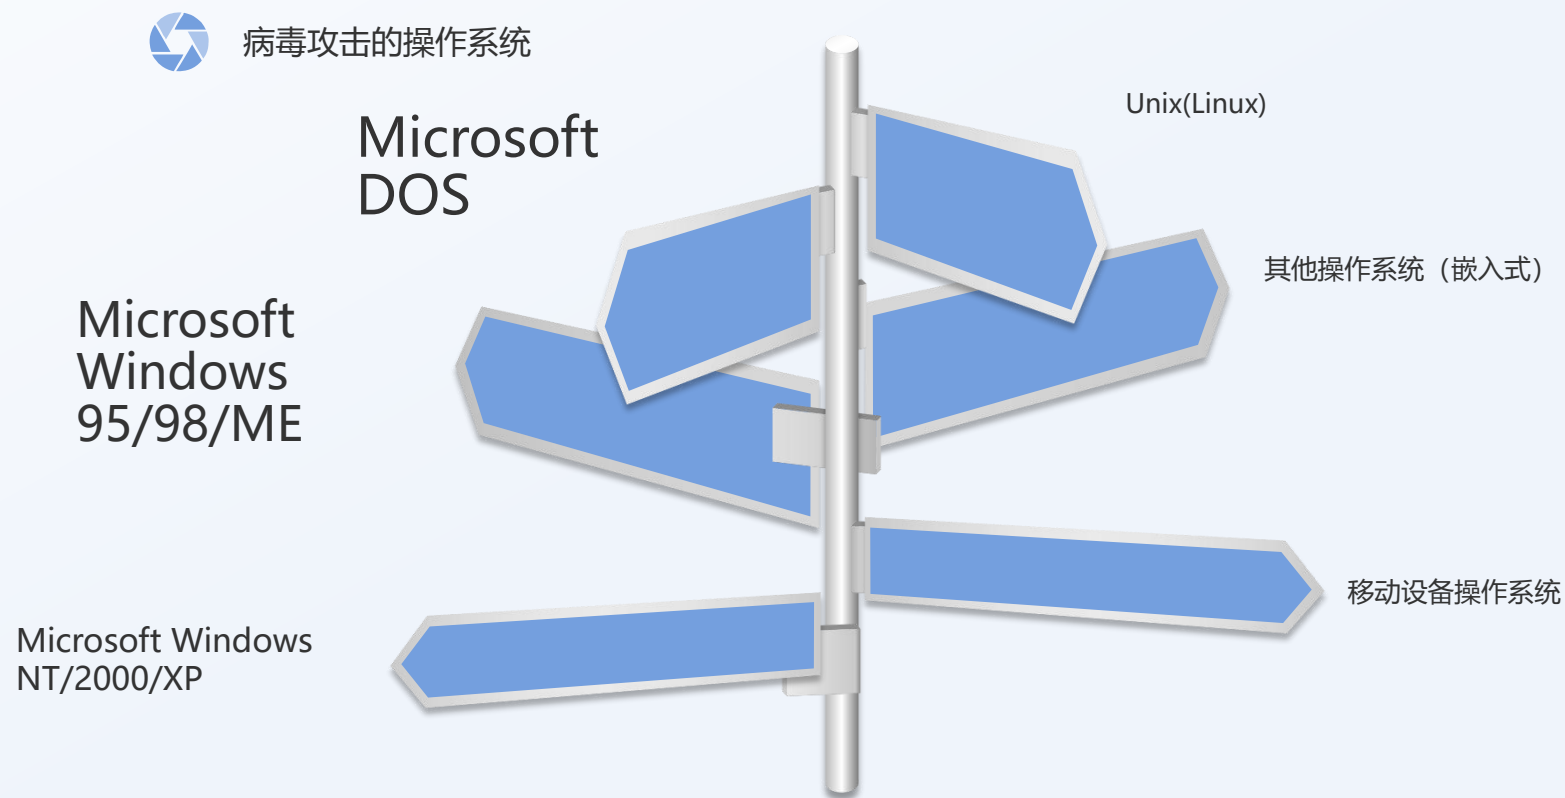 病毒攻击的操作系统
Microsoft
DOS
Microsoft
Windows
95/98/ME
Microsoft Windows
NT/2000/XP
Unix(Linux)
其他操作系统（嵌入式）
移动设备操作系统